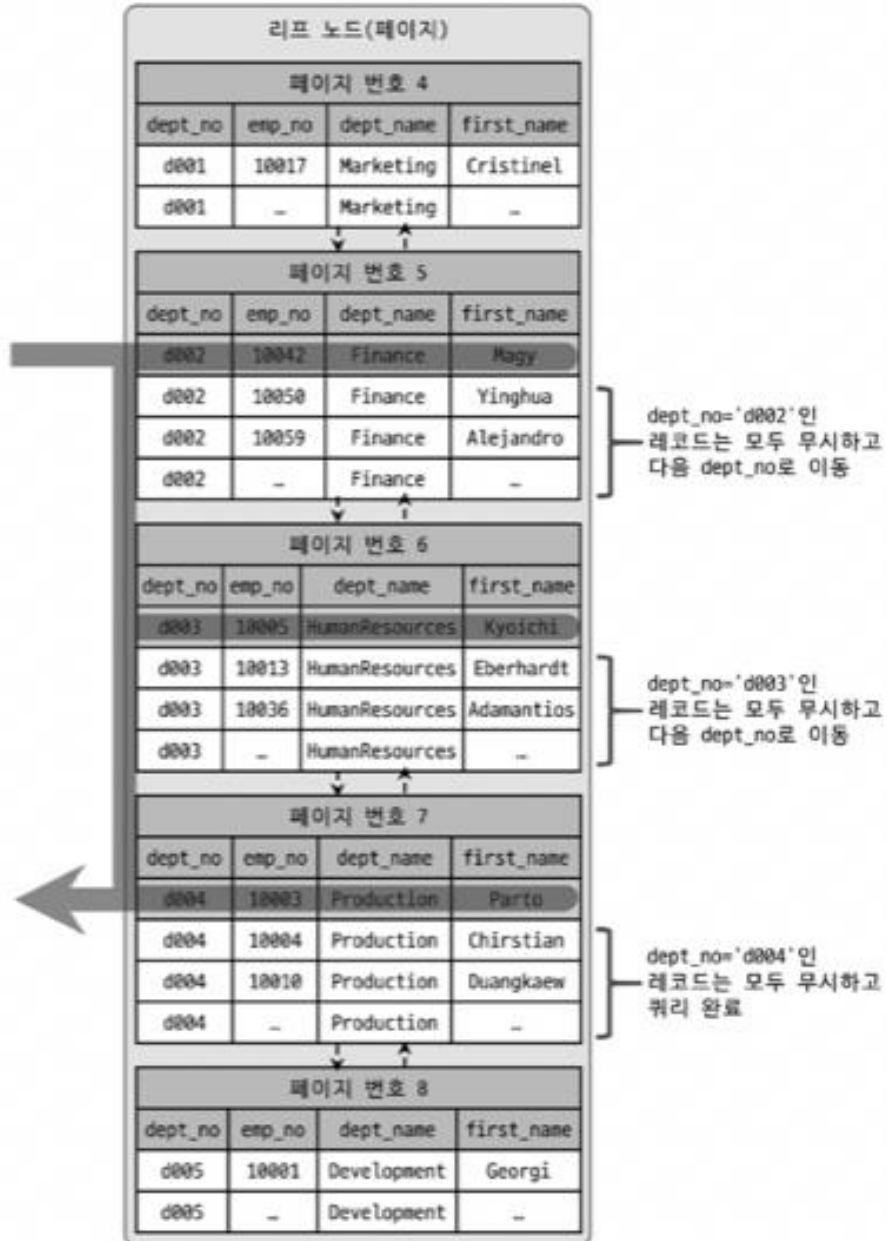 리프 노드(페이지)
페이지 번호 4
dept_no emp_no dept_name first_name
d001 10017 Marketing Cristinel
d001 … Marketing …
페이지 번호 5
dept_no emp_no dept_name first_name
d002 10042 Finance Magy
d002 10050 Finance Yinghua
d002 10059 Finance Alejandro
d002 … Finance …
dept_no='d002'인
레코드는 모두 무시하고
다음 dept_no로 이동
페이지 번호 6
dept_no emp_no dept_name first_name
d003 10005 HumanResources Kyoichi
d003 10013 HumanResources Eberhardt
d003 10036 HumanResources Adamantios
d003 … HumanResources …
dept_no='d003'인
레코드는 모두 무시하고
다음 dept_no로 이동
페이지 번호 7
dept_no emp_no dept_name first_name
d004 10003 Production Parto
d004 10004 Production Chirstian
d004 10010 Production Duangkaew
d004 … Production …
dept_no='d004'인
레코드는 모두 무시하고
쿼리 완료
페이지 번호 8
dept_no emp_no dept_name first_name
d005 10001 Development Georgi
d005 … Development …